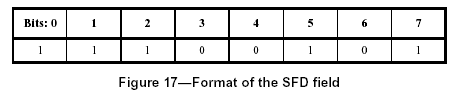 Bits: 0 1 2 3 4 5 6 7
1 1 1 0 0 1 0 1
Figure 17—Format of the SFD field